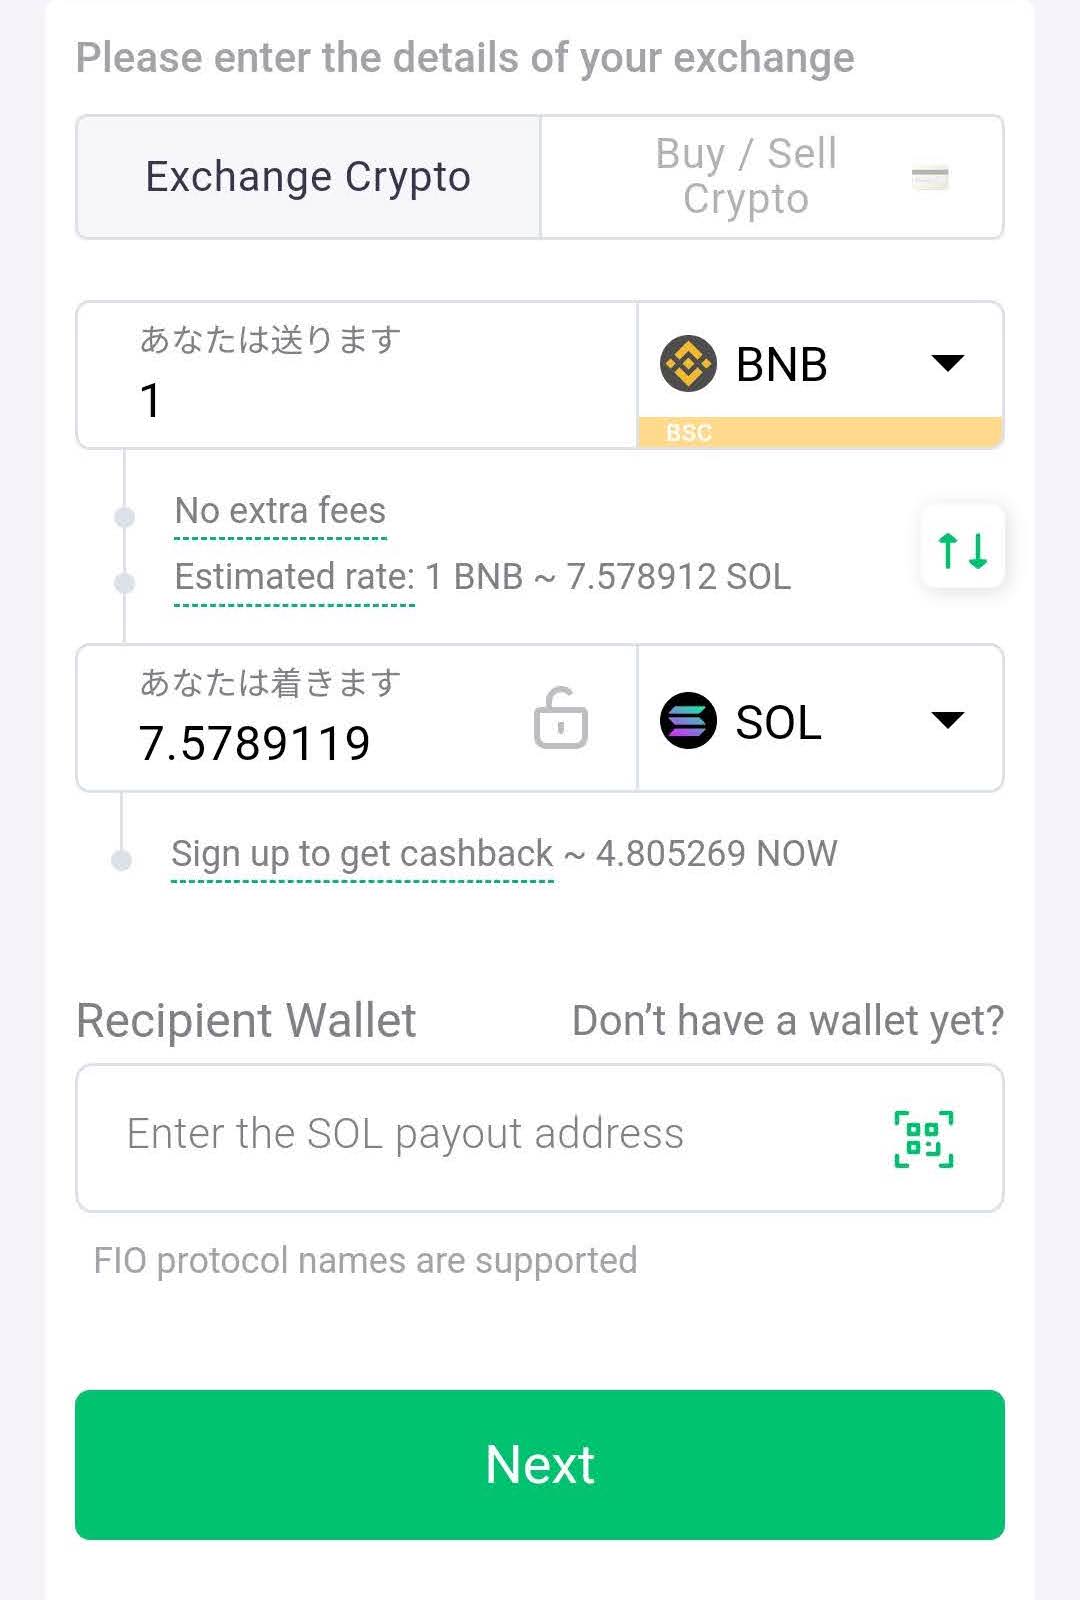 Please enter the details of your exchange
Exchange Crypto
Buy / Sell
Crypto
あなたは送ります
1
BNB
BSC
No extra fees
Estimated rate: 1 BNB ~ 7.578912 SOL
あなたは着きます
7.5789119
SOL
Sign up to get cashback ~ 4.805269 NOW
Recipient Wallet
Don’t have a wallet yet?
Enter the SOL payout address
FIO protocol names are supported
Next